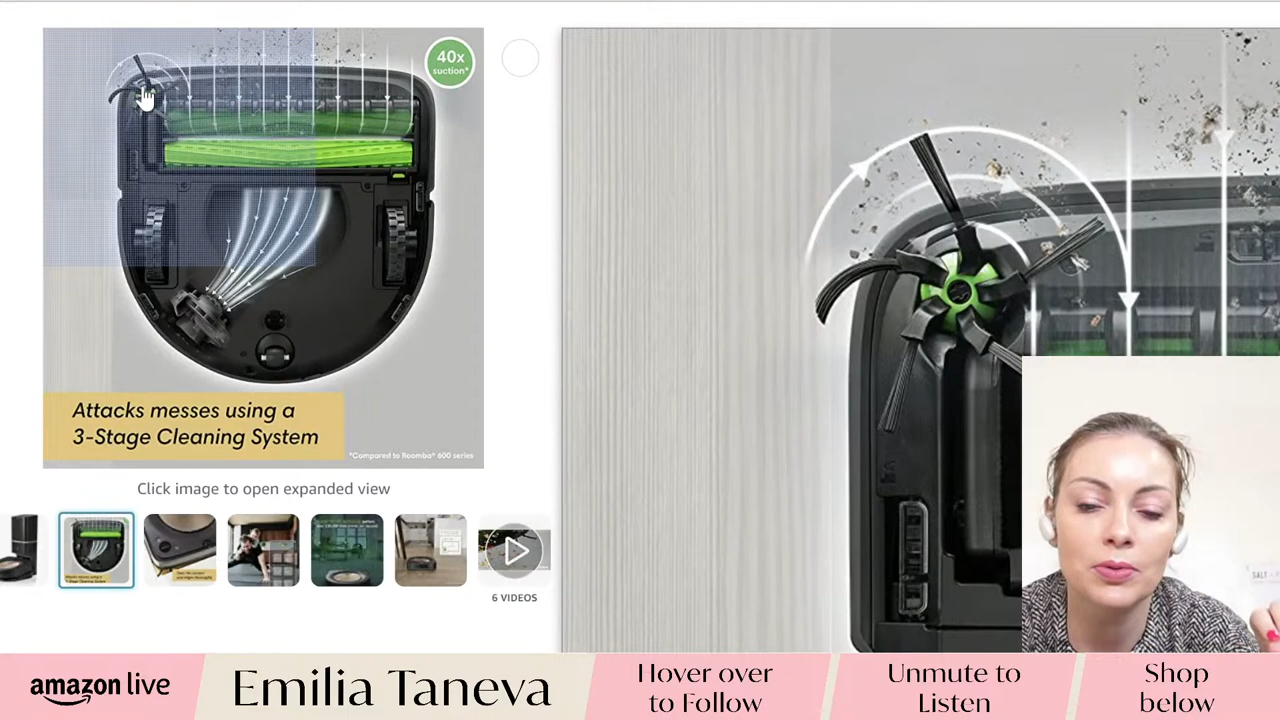 40x
suction*
Attacks messes using a
3-Stage Cleaning System
*Compared to Roomba® 600 series
Click image to open expanded view
6 VIDEOS
SALT
amazon live
Emilia Taneva
Hover over
to Follow
Unmute to
Listen
Shop
below